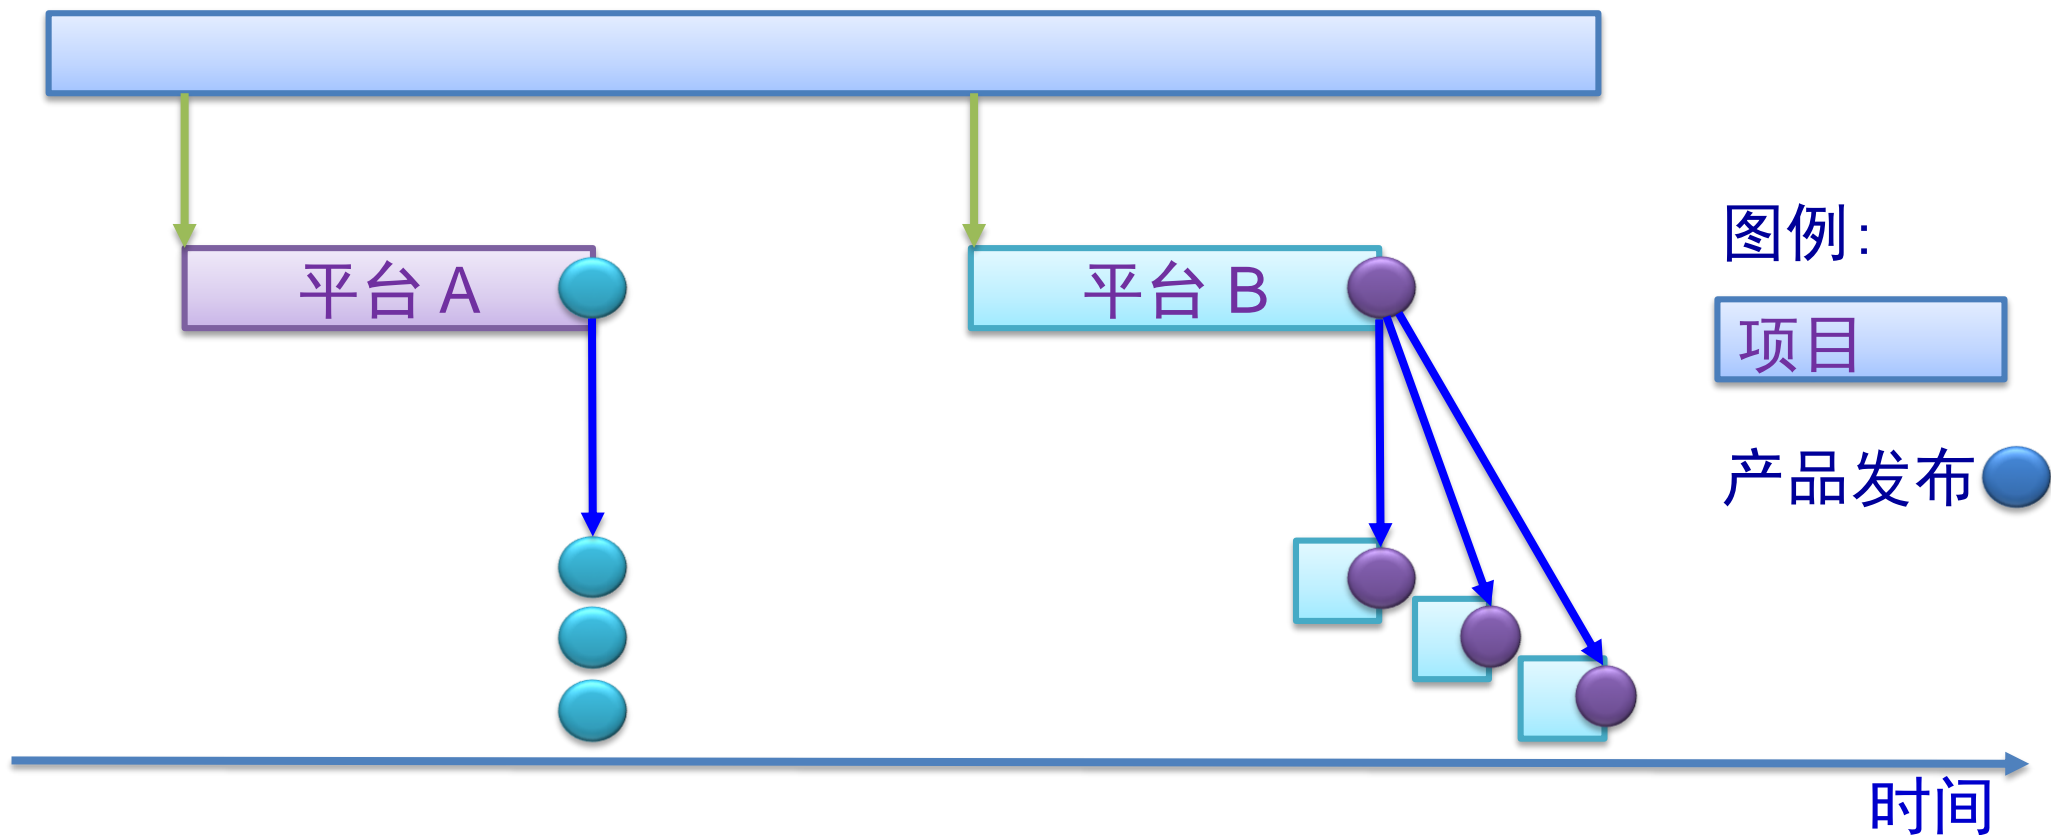 平台 A
平台 B
图例：
项目
产品发布
时间